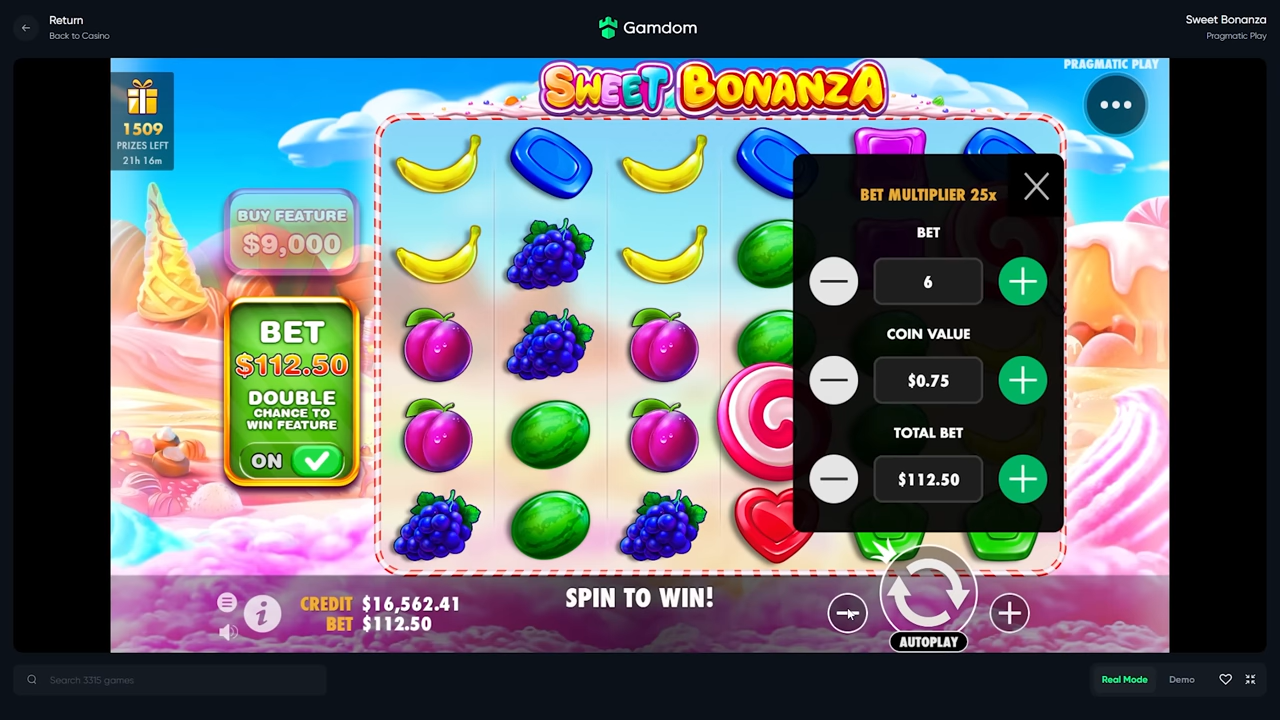 Return
Back to Casino
Gamdom
Sweet Bonanza
Pragmatic Play
PRAGMATIC PLAY
SWEET BONANZA
1509
PRIZES LEFT
21h 16m
BUY FEATURE
$9,000
BET
$112.50
DOUBLE
CHANCE TO
WIN FEATURE
ON
BET MULTIPLIER 25x
BET
6
COIN VALUE
$0.75
TOTAL BET
$112.50
CREDIT $16,562.41
BET $112.50
SPIN TO WIN!
AUTOPLAY
Search 3315 games
Real Mode
Demo